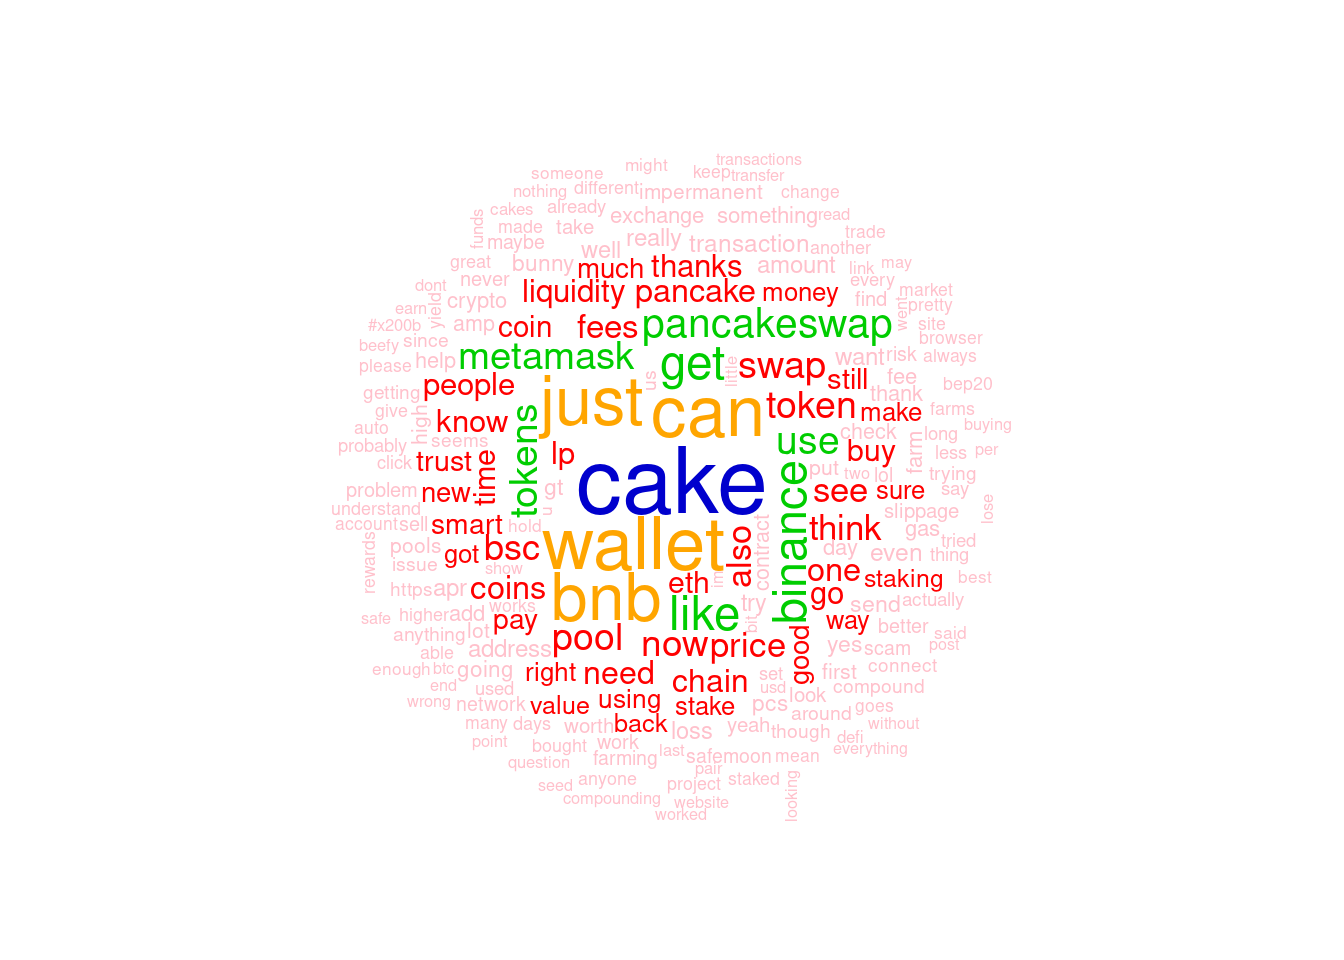 transactions
someone might keep transfer
nothing different impermanent change
cakes already exchange something read
funds made take really trade
maybe well transaction another
great bunny much thanks amount link may
dont never liquidity pancake money every market
earn yield crypto find went pretty
#x200b amp coin fees pancakeswap site
beefy since browser
please help metamask get swap want risk always
us little still fee bep20
getting people just can token thank
give high know make farms buying
auto seems tokens use check long
probably lp buy farm less per
click trust time cake binance put two lol trying
problem new gt see sure say
understand u slippage lose
account sell smart hold wallet also contract think gas tried
pools got bsc day even thing
rewards issue show im one staking best
https apr coins eth go
safe higher add works bnb like try send actually
anything lot pay bit way better said
able address pool now price good yes scam post
enough btc going right need chain first connect
end used set usd look compound
wrong network value using stake pcs around goes
many days worth back loss yeah though without
point bought work last defi
question farming safemoon mean everything
seed anyone project pair staked looking
compounding website
worked